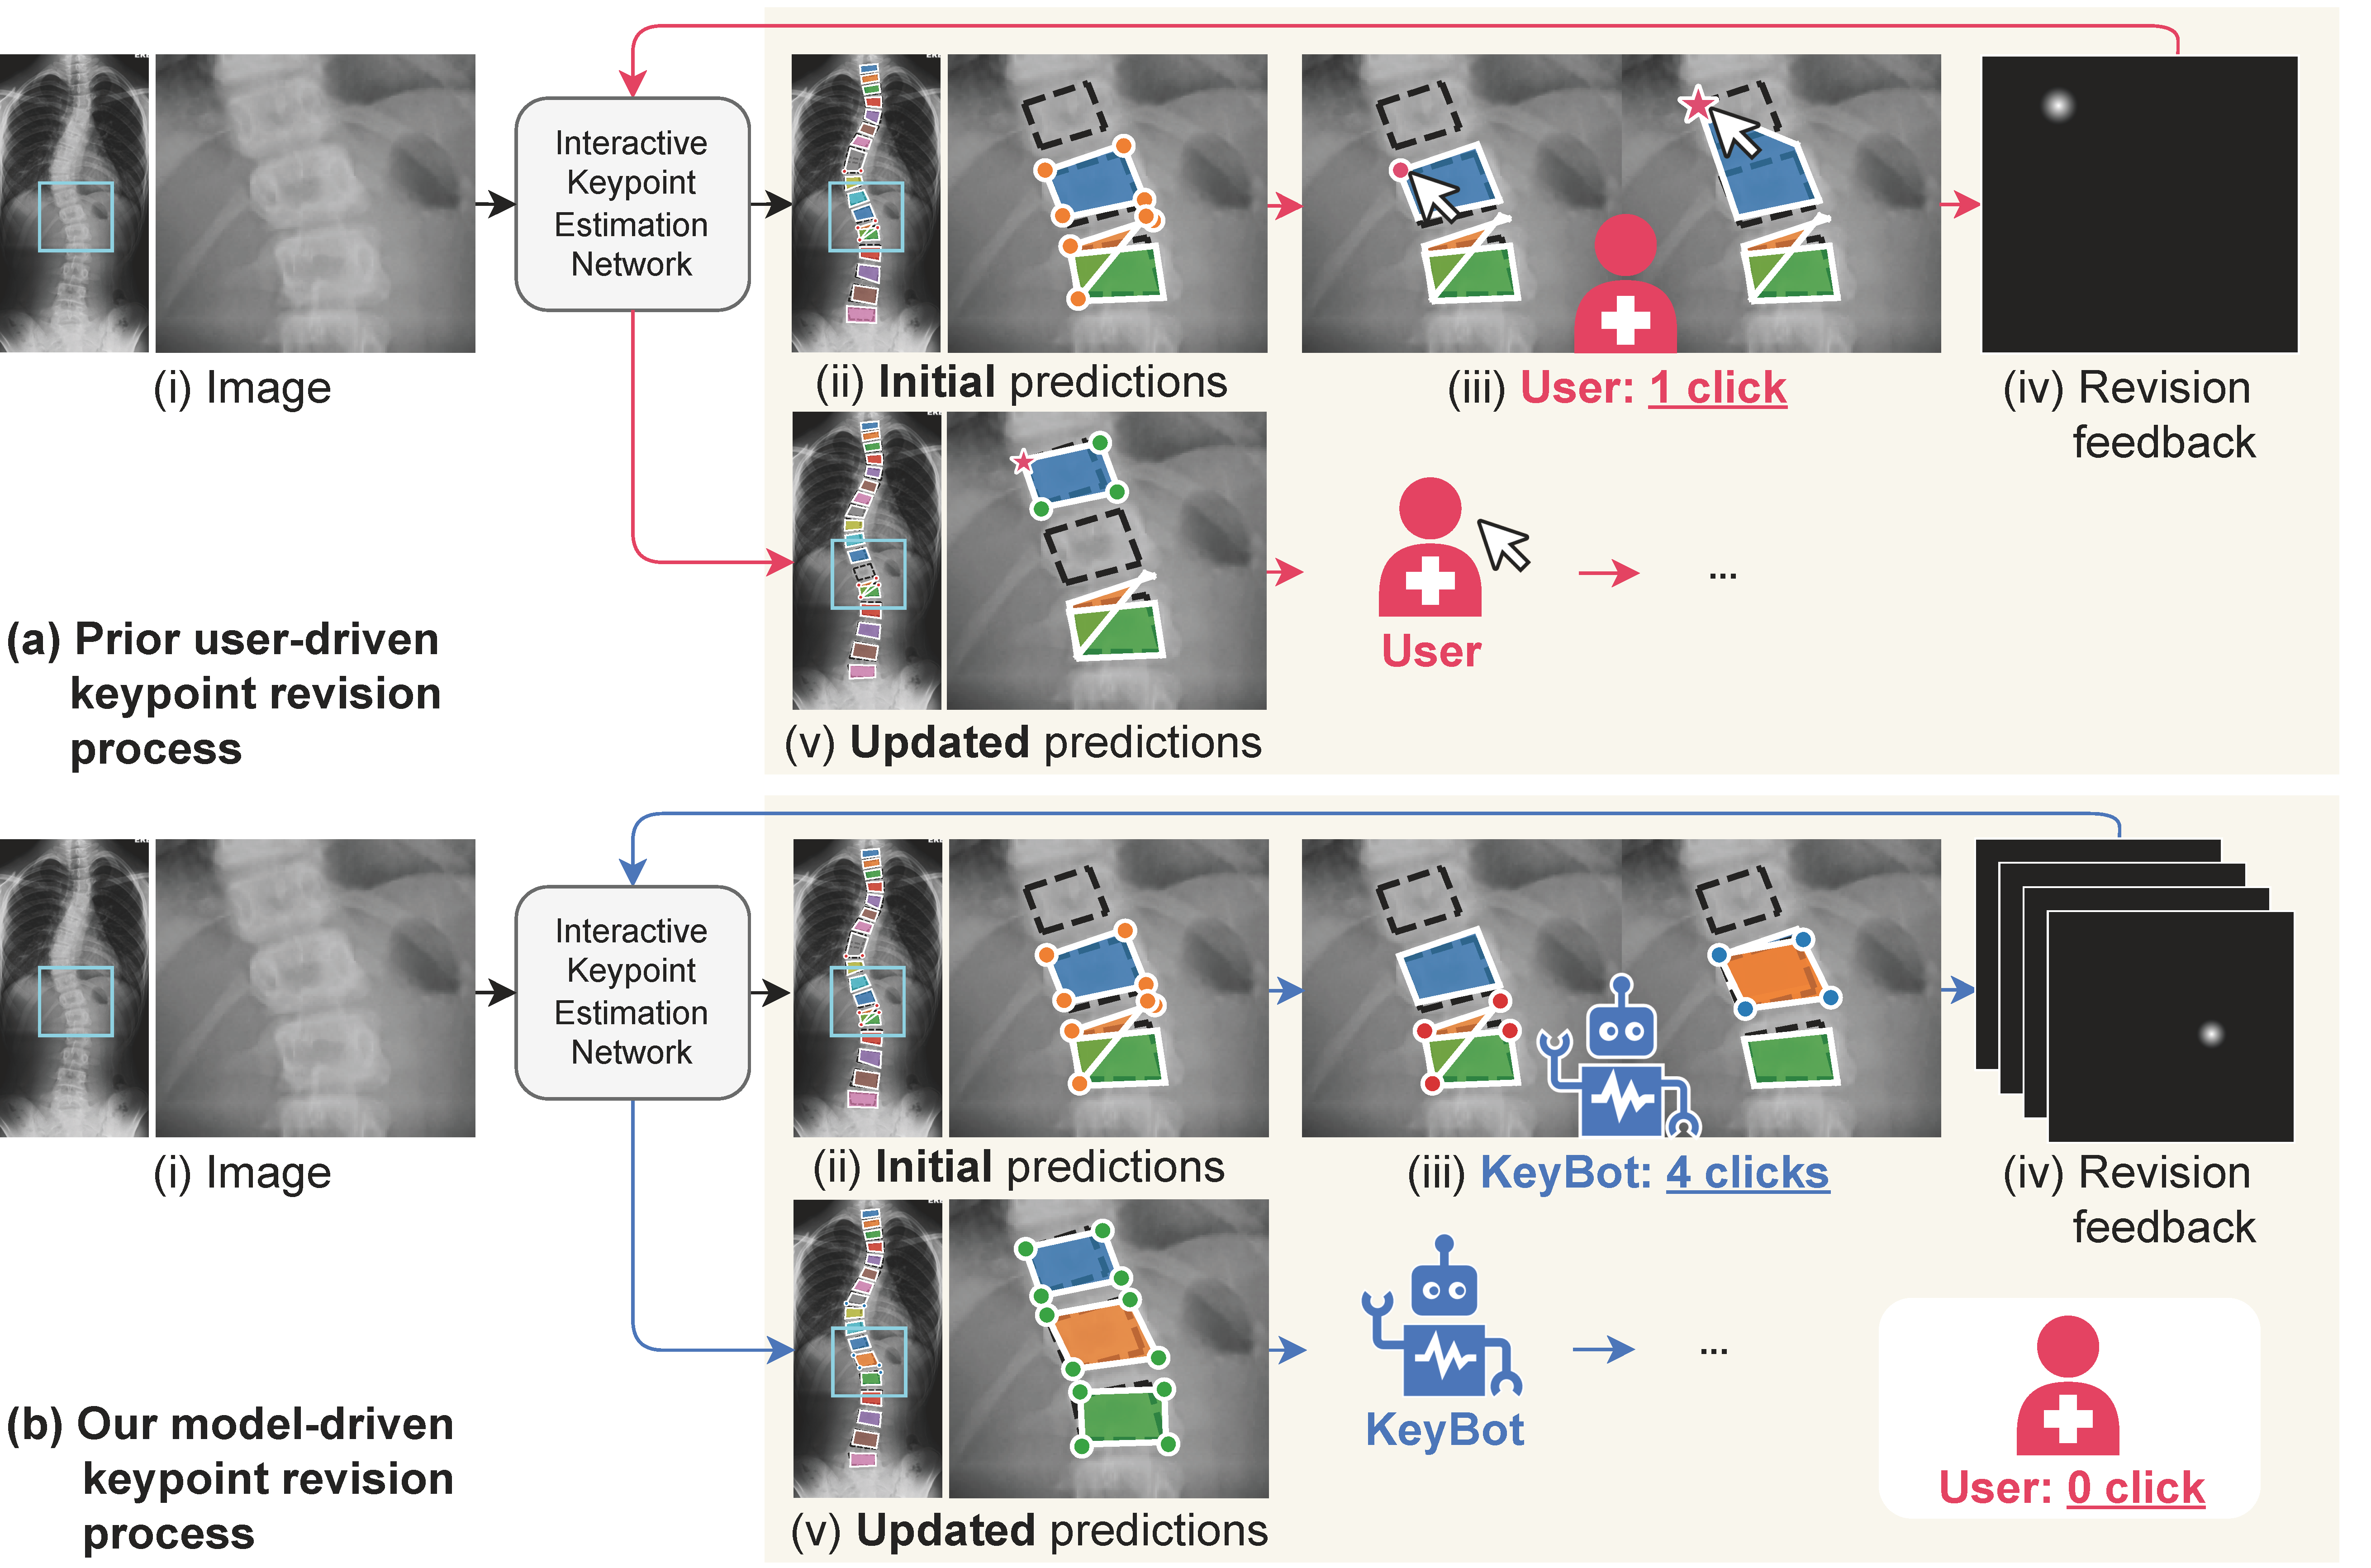 Interactive
Keypoint
Estimation
Network
(i) Image
(ii) Initial predictions
(iii) User: 1 click
(iv) Revision
feedback
(a) Prior user-driven
keypoint revision
process
User
...
(v) Updated predictions
Interactive
Keypoint
Estimation
Network
(i) Image
(ii) Initial predictions
(iii) KeyBot: 4 clicks
(iv) Revision
feedback
(b) Our model-driven
keypoint revision
process
KeyBot
...
User: 0 click
(v) Updated predictions